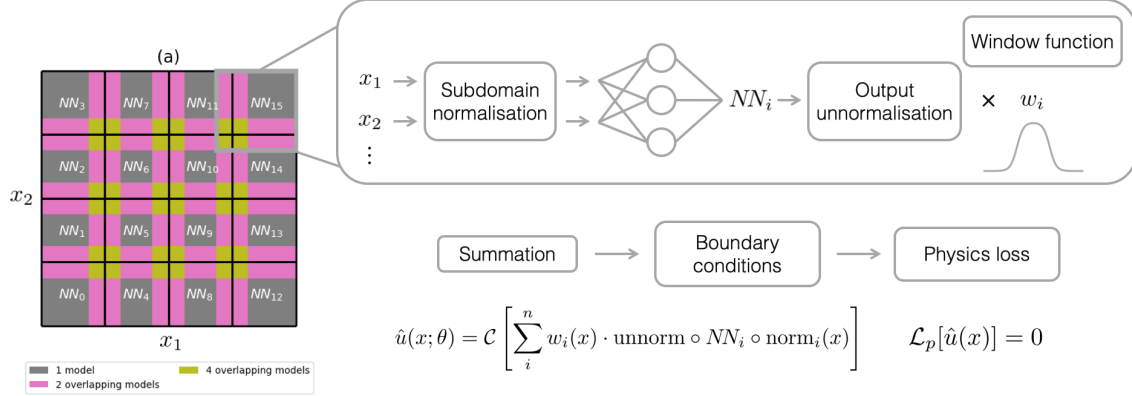 (a)
NN₃ NN₇ NN₁₁ NN₁₅
NN₂ NN₆ NN₁₀ NN₁₄
NN₁ NN₅ NN₉ NN₁₃
NN₀ NN₄ NN₈ NN₁₂
x₂
x₁
1 model
2 overlapping models
4 overlapping models
x₁
x₂
⋮
Subdomain
normalisation
NNᵢ
Output
unnormalisation
Window function
× wᵢ
Summation
Boundary
conditions
Physics loss
û(x; θ) = 𝒞 [ ∑ᵢⁿ wᵢ(x) · unnorm ∘ NNᵢ ∘ normᵢ(x) ]
ℒₚ[û(x)] = 0